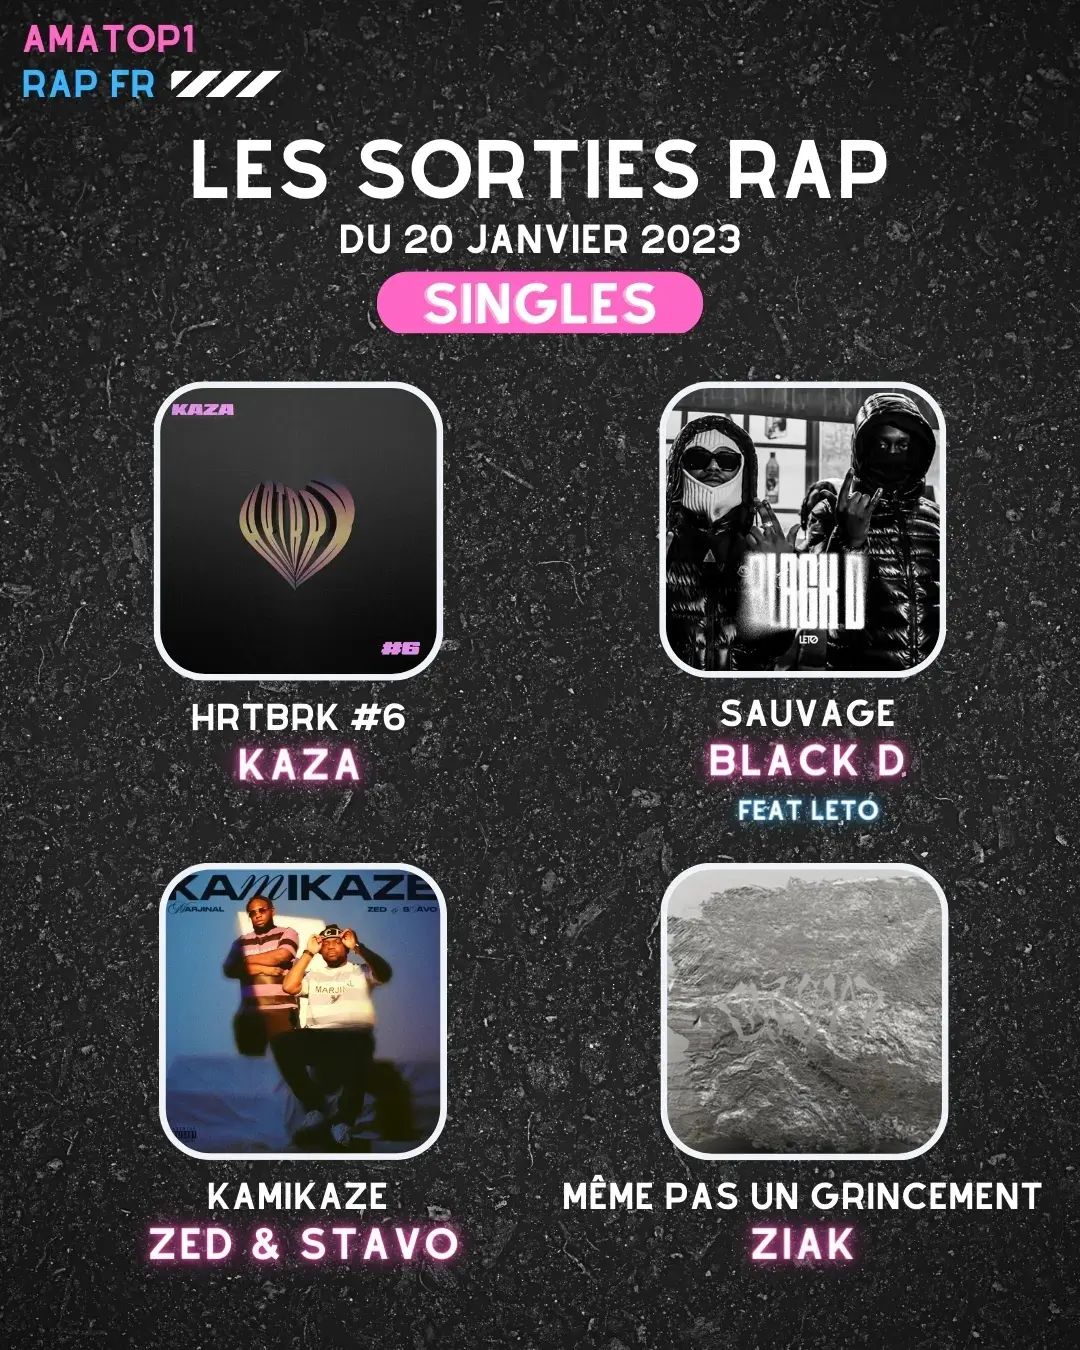 AMATOP1
RAP FR
LES SORTIES RAP
DU 20 JANVIER 2023
SINGLES
KAZA
HRTBRK
#6
HRTBRK #6
KAZA
BLACK D
LETO
SAUVAGE
BLACK D
FEAT LETO
KAMIKAZE
MARJINAL
ZED & STAVO
MARJINAL
KAMIKAZE
ZED & STAVO
MÊME PAS UN GRINCEMENT
ZIAK